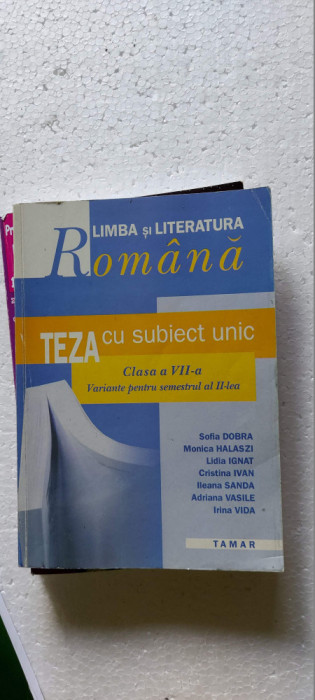 Pr
LIMBA și LITERATURA
Română
TEZA cu subiect unic
Clasa a VII-a
Variante pentru semestrul al II-lea
Sofia DOBRA
Monica HALASZI
Lidia IGNAT
Cristina IVAN
Ileana SANDA
Adriana VASILE
Irina VIDA
TAMAR